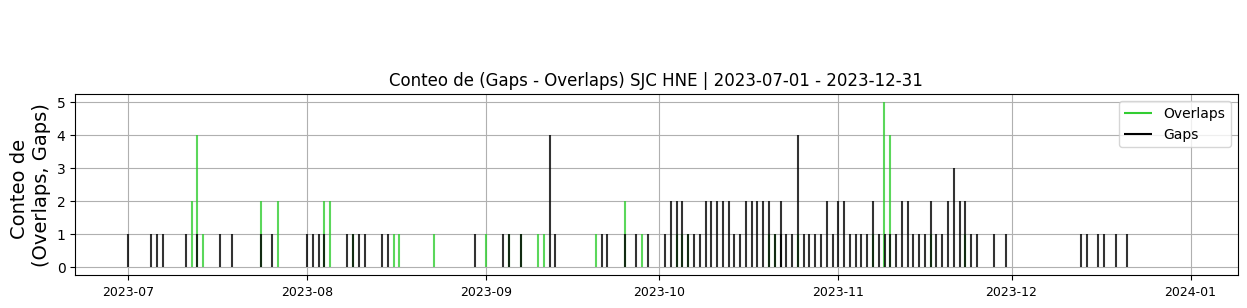 Conteo de (Gaps - Overlaps) SJC HNE | 2023-07-01 - 2023-12-31
Conteo de
(Overlaps, Gaps)
5
4
3
2
1
0
Overlaps
Gaps
2023-07
2023-08
2023-09
2023-10
2023-11
2023-12
2024-01